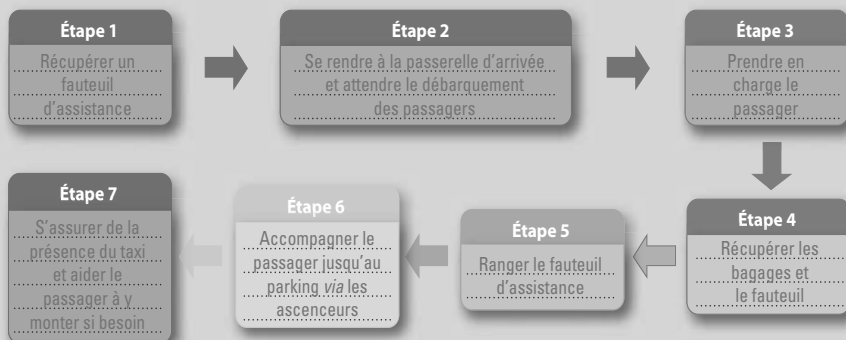 Étape 1
Récupérer un
fauteuil
d'assistance
Étape 2
Se rendre à la passerelle d'arrivée
et attendre le débarquement
des passagers
Étape 3
Prendre en
charge le
passager
Étape 4
Récupérer les
bagages et
le fauteuil
Étape 5
Ranger le fauteuil
d'assistance
Étape 6
Accompagner le
passager jusqu'au
parking via les
ascenceurs
Étape 7
S'assurer de la
présence du taxi
et aider le
passager à y
monter si besoin